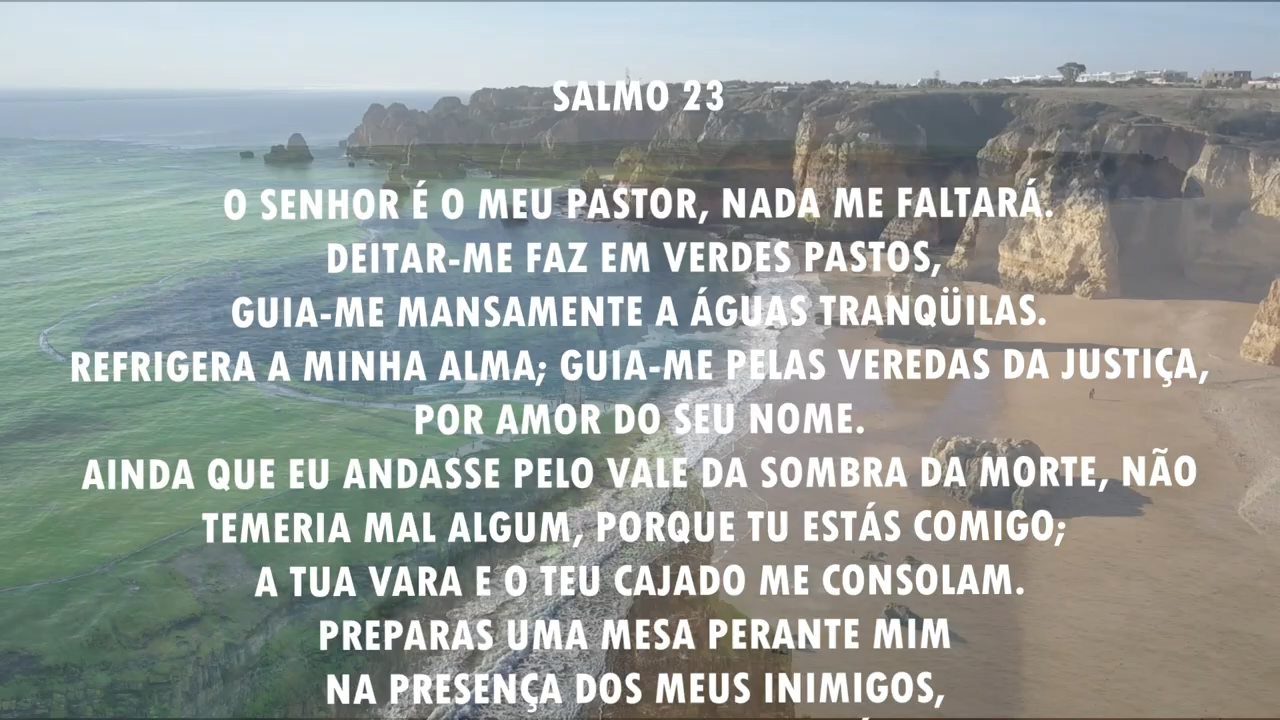 SALMO 23
O SENHOR É O MEU PASTOR, NADA ME FALTARÁ.
DEITAR-ME FAZ EM VERDES PASTOS,
GUIA-ME MANSAMENTE A ÁGUAS TRANQÜILAS.
REFRIGERA A MINHA ALMA; GUIA-ME PELAS VEREDAS DA JUSTIÇA,
POR AMOR DO SEU NOME.
AINDA QUE EU ANDASSE PELO VALE DA SOMBRA DA MORTE, NÃO
TEMERIA MAL ALGUM, PORQUE TU ESTÁS COMIGO;
A TUA VARA E O TEU CAJADO ME CONSOLAM.
PREPARAS UMA MESA PERANTE MIM
NA PRESENÇA DOS MEUS INIMIGOS,